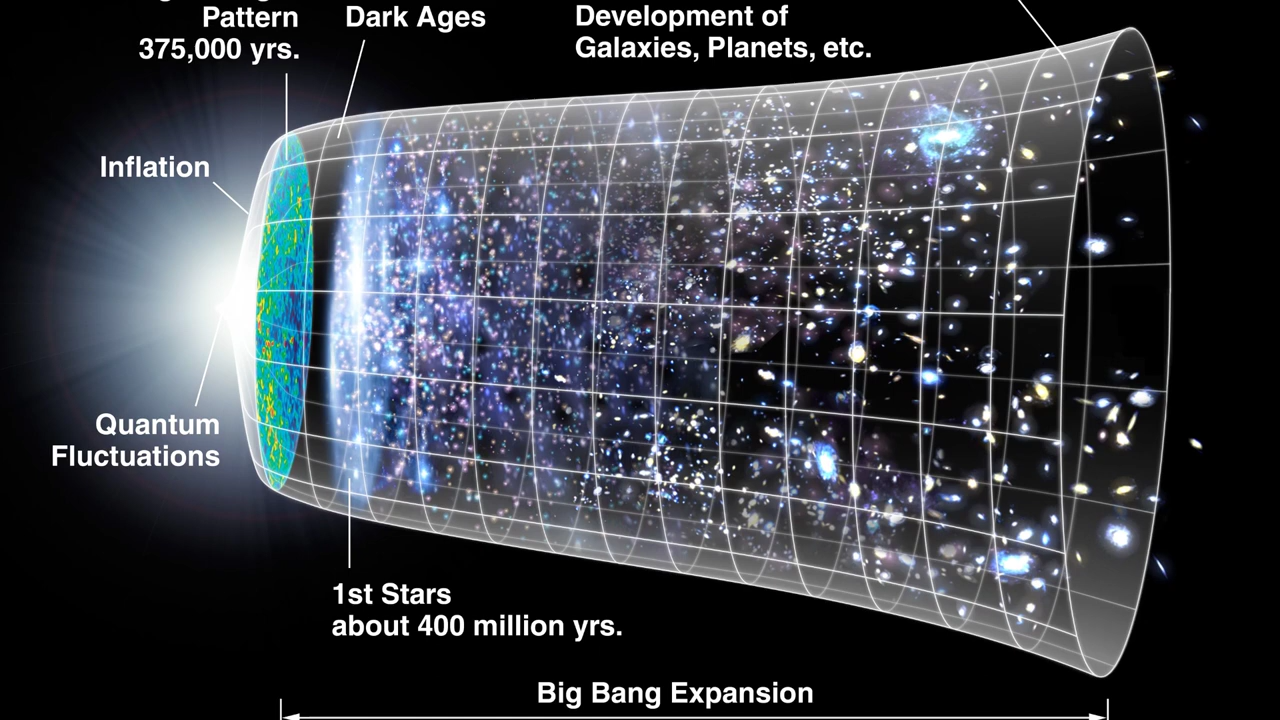 Pattern
375,000 yrs.
Dark Ages
Development of
Galaxies, Planets, etc.
Inflation
Quantum
Fluctuations
1st Stars
about 400 million yrs.
Big Bang Expansion